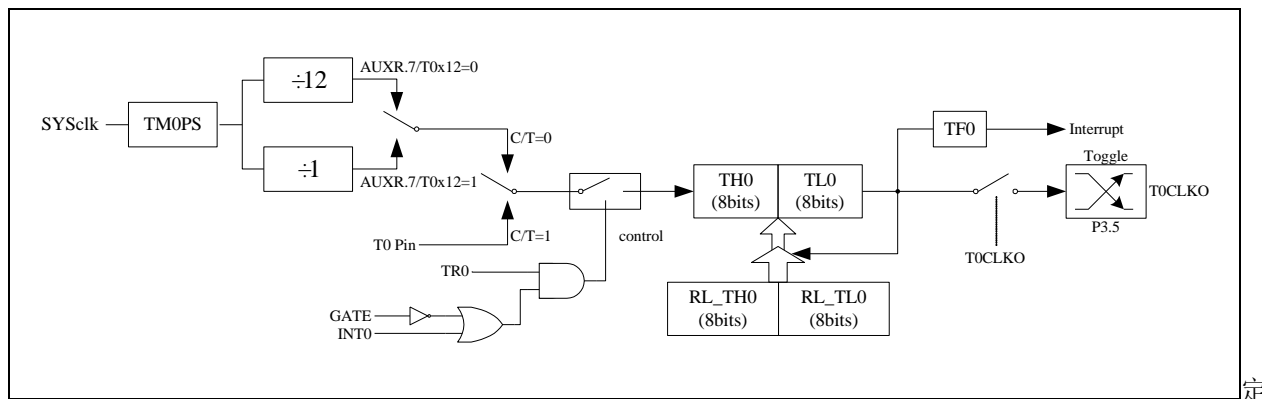 AUXR.7/T0x12=0
÷12
SYSclk
TM0PS
C/T=0
÷1
AUXR.7/T0x12=1
TF0
Interrupt
Toggle
TH0
(8bits)
TL0
(8bits)
T0CLKO
P3.5
T0 Pin
C/T=1
control
T0CLKO
TR0
RL_TH0
(8bits)
RL_TL0
(8bits)
GATE
INT0
定